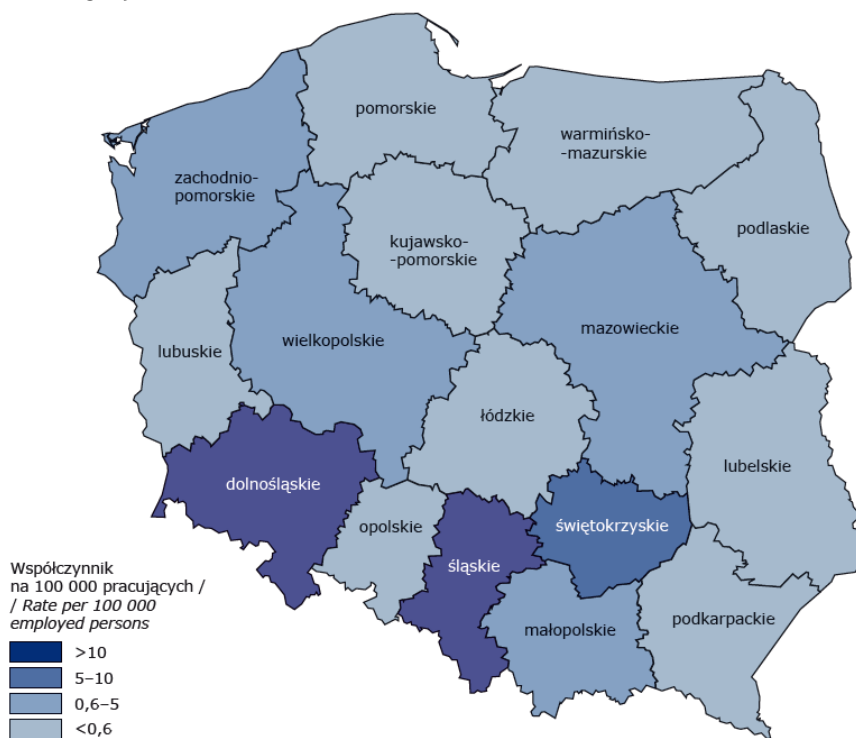 pomorskie
warmińsko-
-mazurskie
zachodnio-
pomorskie
podlaskie
kujawsko-
-pomorskie
mazowieckie
wielkopolskie
lubuskie
łódzkie
lubelskie
dolnośląskie
opolskie
świętokrzyskie
śląskie
małopolskie
podkarpackie
Współczynnik
na 100 000 pracujących /
/ Rate per 100 000
employed persons
>10
5–10
0,6–5
<0,6